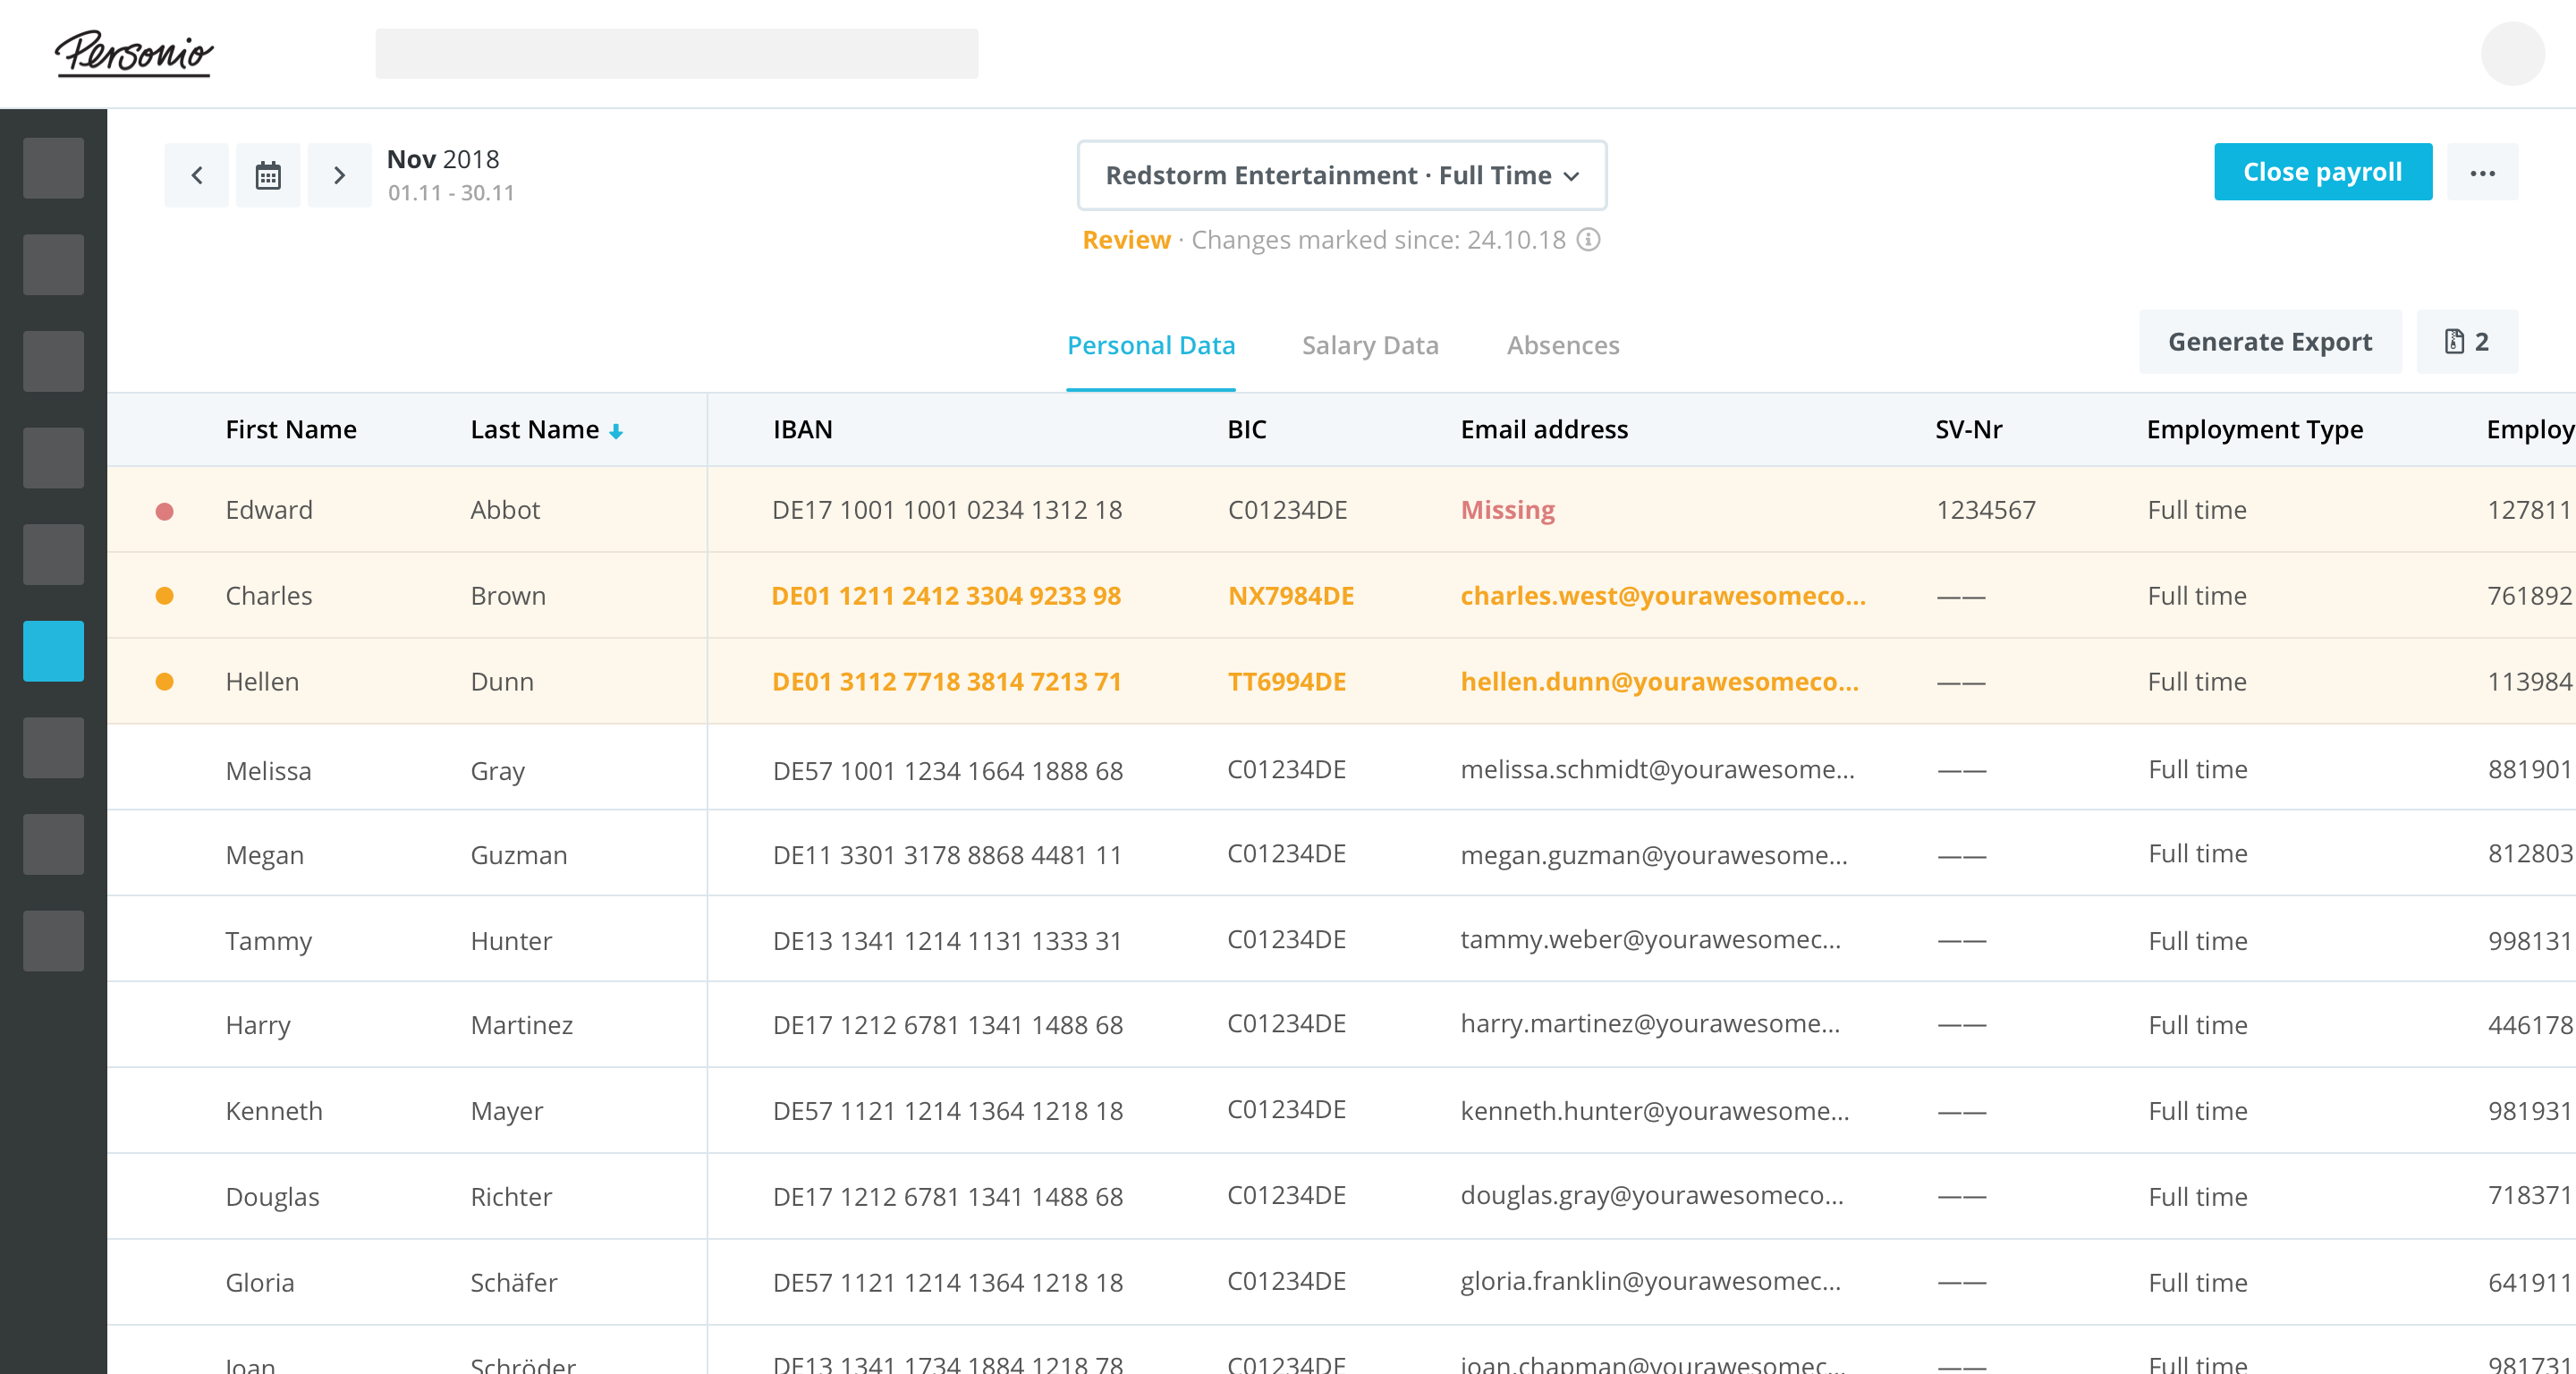 Personio
Nov 2018
01.11 - 30.11
Redstorm Entertainment · Full Time
Close payroll
Review · Changes marked since: 24.10.18
Personal Data Salary Data Absences
Generate Export
2
First Name Last Name IBAN BIC Email address SV-Nr Employment Type Employ
Edward Abbot DE17 1001 1001 0234 1312 18 C01234DE Missing 1234567 Full time 127811
Charles Brown DE01 1211 2412 3304 9233 98 NX7984DE charles.west@yourawesomeco... —— Full time 761892
Hellen Dunn DE01 3112 7718 3814 7213 71 TT6994DE hellen.dunn@yourawesomeco... —— Full time 113984
Melissa Gray DE57 1001 1234 1664 1888 68 C01234DE melissa.schmidt@yourawesome... —— Full time 881901
Megan Guzman DE11 3301 3178 8868 4481 11 C01234DE megan.guzman@yourawesome... —— Full time 812803
Tammy Hunter DE13 1341 1214 1131 1333 31 C01234DE tammy.weber@yourawesomec... —— Full time 998131
Harry Martinez DE17 1212 6781 1341 1488 68 C01234DE harry.martinez@yourawesome... —— Full time 446178
Kenneth Mayer DE57 1121 1214 1364 1218 18 C01234DE kenneth.hunter@yourawesome... —— Full time 981931
Douglas Richter DE17 1212 6781 1341 1488 68 C01234DE douglas.gray@yourawesomeco... —— Full time 718371
Gloria Schäfer DE57 1121 1214 1364 1218 18 C01234DE gloria.franklin@yourawesomec... —— Full time 641911
Joan Schröder DE13 1341 1734 1884 1218 78 C01234DE joan.chapman@yourawesomec... —— Full time 981731